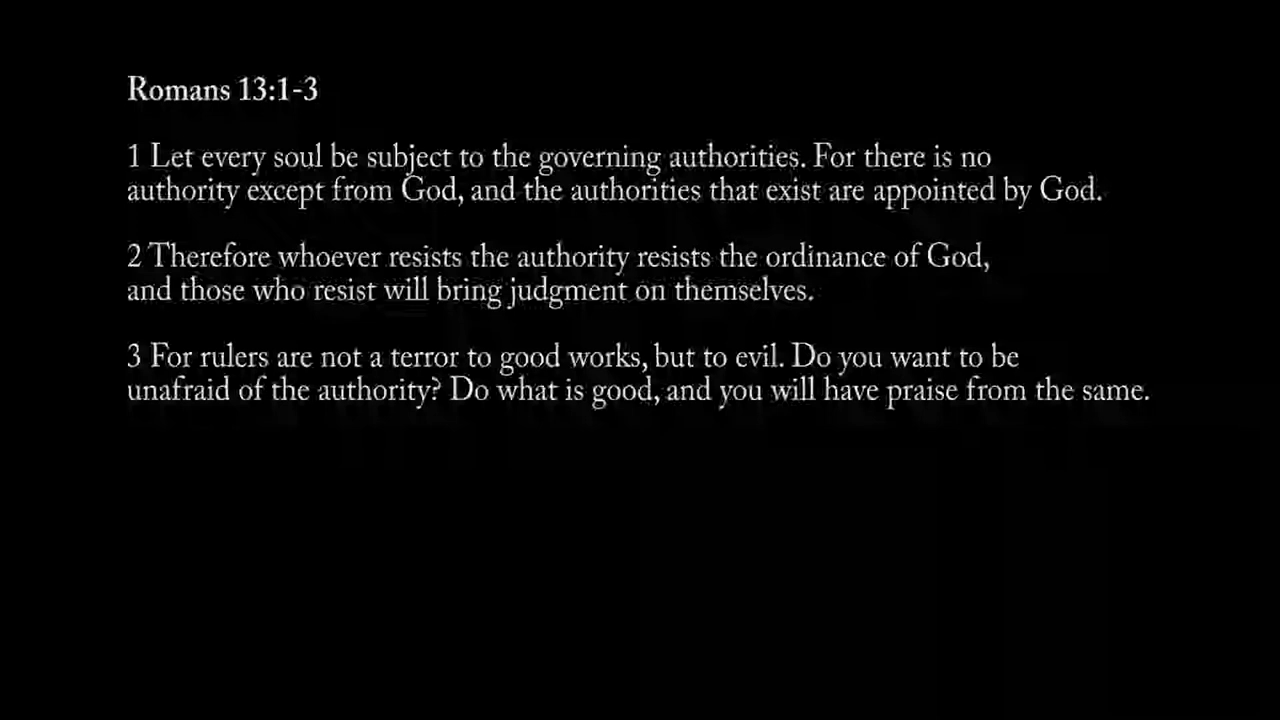 Romans 13:1-3
1 Let every soul be subject to the governing authorities. For there is no
authority except from God, and the authorities that exist are appointed by God.
2 Therefore whoever resists the authority resists the ordinance of God,
and those who resist will bring judgment on themselves.
3 For rulers are not a terror to good works, but to evil. Do you want to be
unafraid of the authority? Do what is good, and you will have praise from the same.